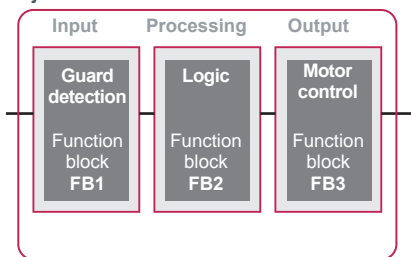 Input Processing Output
Guard
detection
Function
block
FB1
Logic
Function
block
FB2
Motor
control
Function
block
FB3